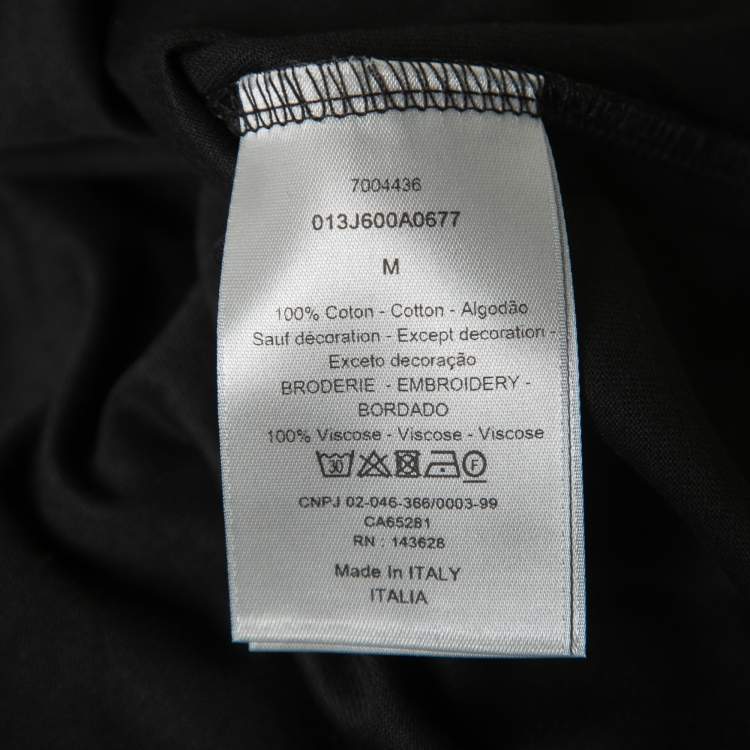 7004436
013J600A0677
M
100% Coton - Cotton - Algodão
Sauf décoration - Except decoration -
Exceto decoração
BRODERIE - EMBROIDERY -
BORDADO
100% Viscose - Viscose - Viscose
30 F
CNPJ 02-046-366/0003-99
CA65281
RN : 143628
Made In ITALY
ITALIA